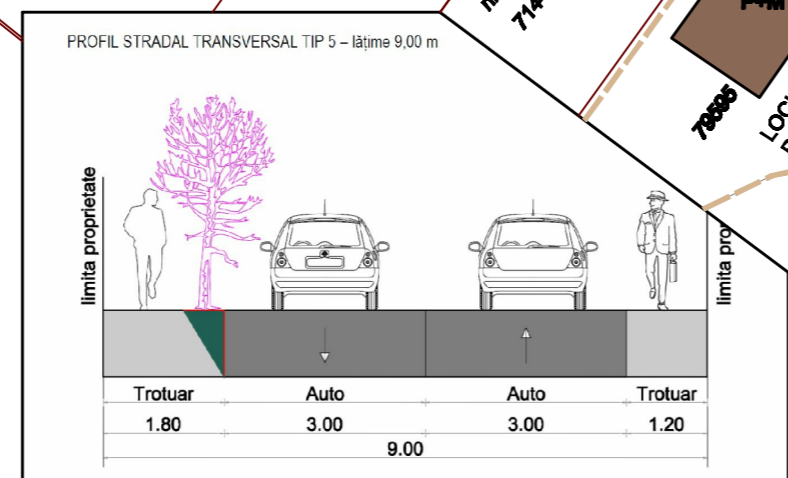 PROFIL STRADAL TRANSVERSAL TIP 5 – lățime 9,00 m
714
79595
P+M
limita proprietate
limita pro
Trotuar Auto Auto Trotuar
1.80 3.00 3.00 1.20
9.00